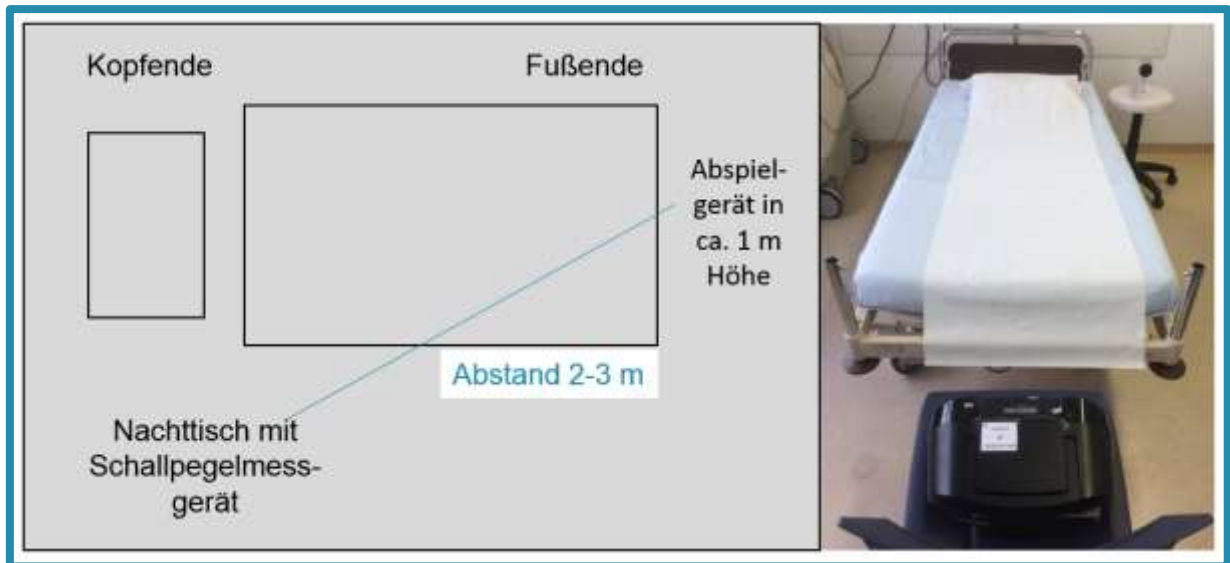 Kopfende
Fußende
Abspiel-
gerät in
ca. 1 m
Höhe
Abstand 2-3 m
Nachttisch mit
Schallpegelmess-
gerät